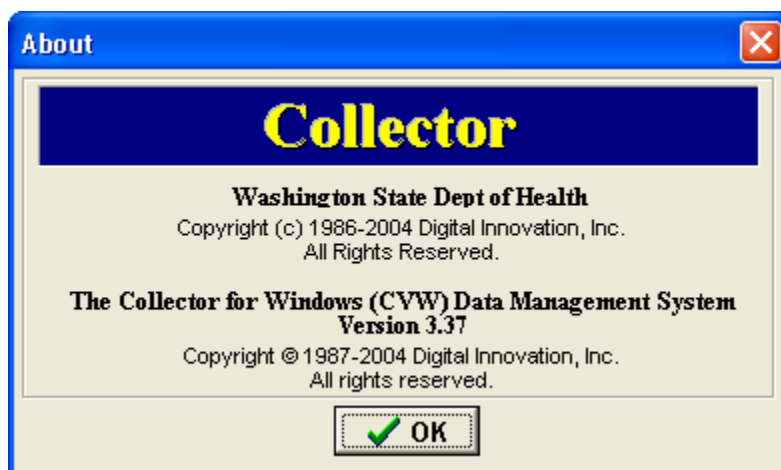 About
Collector
Washington State Dept of Health
Copyright (c) 1986-2004 Digital Innovation, Inc.
All Rights Reserved.
The Collector for Windows (CVW) Data Management System
Version 3.37
Copyright © 1987-2004 Digital Innovation, Inc.
All rights reserved.
OK